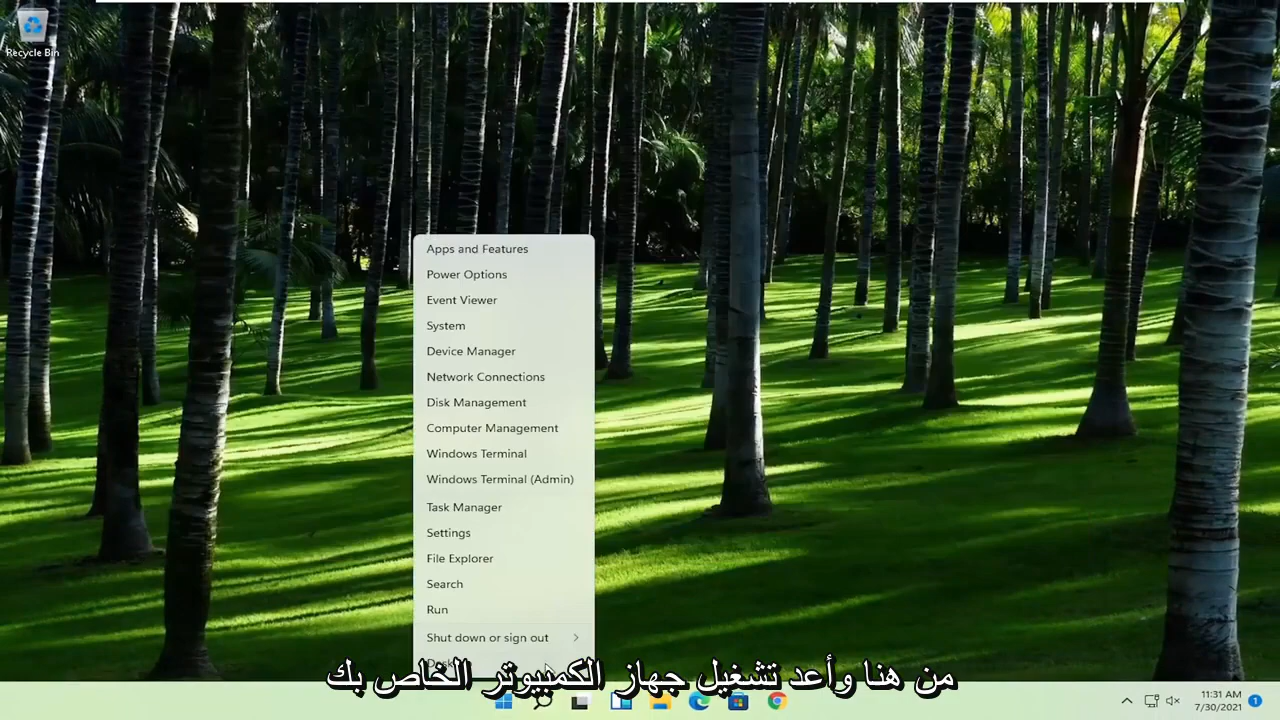 Recycle Bin
Apps and Features
Power Options
Event Viewer
System
Device Manager
Network Connections
Disk Management
Computer Management
Windows Terminal
Windows Terminal (Admin)
Task Manager
Settings
File Explorer
Search
Run
Shut down or sign out
من هنا وأعد تشغيل جهاز الكمبيوتر الخاص بك
11:31 AM
7/30/2021
1